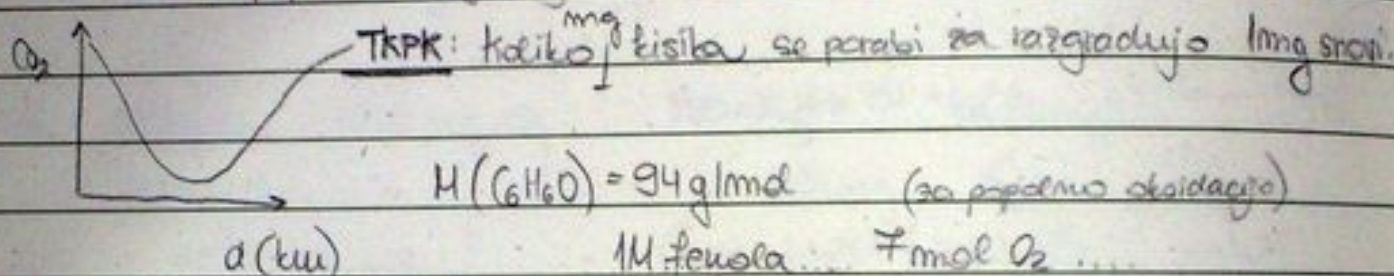 O₂
TKPK: Koliko mg kisika se porabi za razgradnjo 1mg snovi.
M(C₆H₆O) = 94 g/mol (za popolno oksidacijo)
d (km)
1M fenola... 7 mol O₂ ....